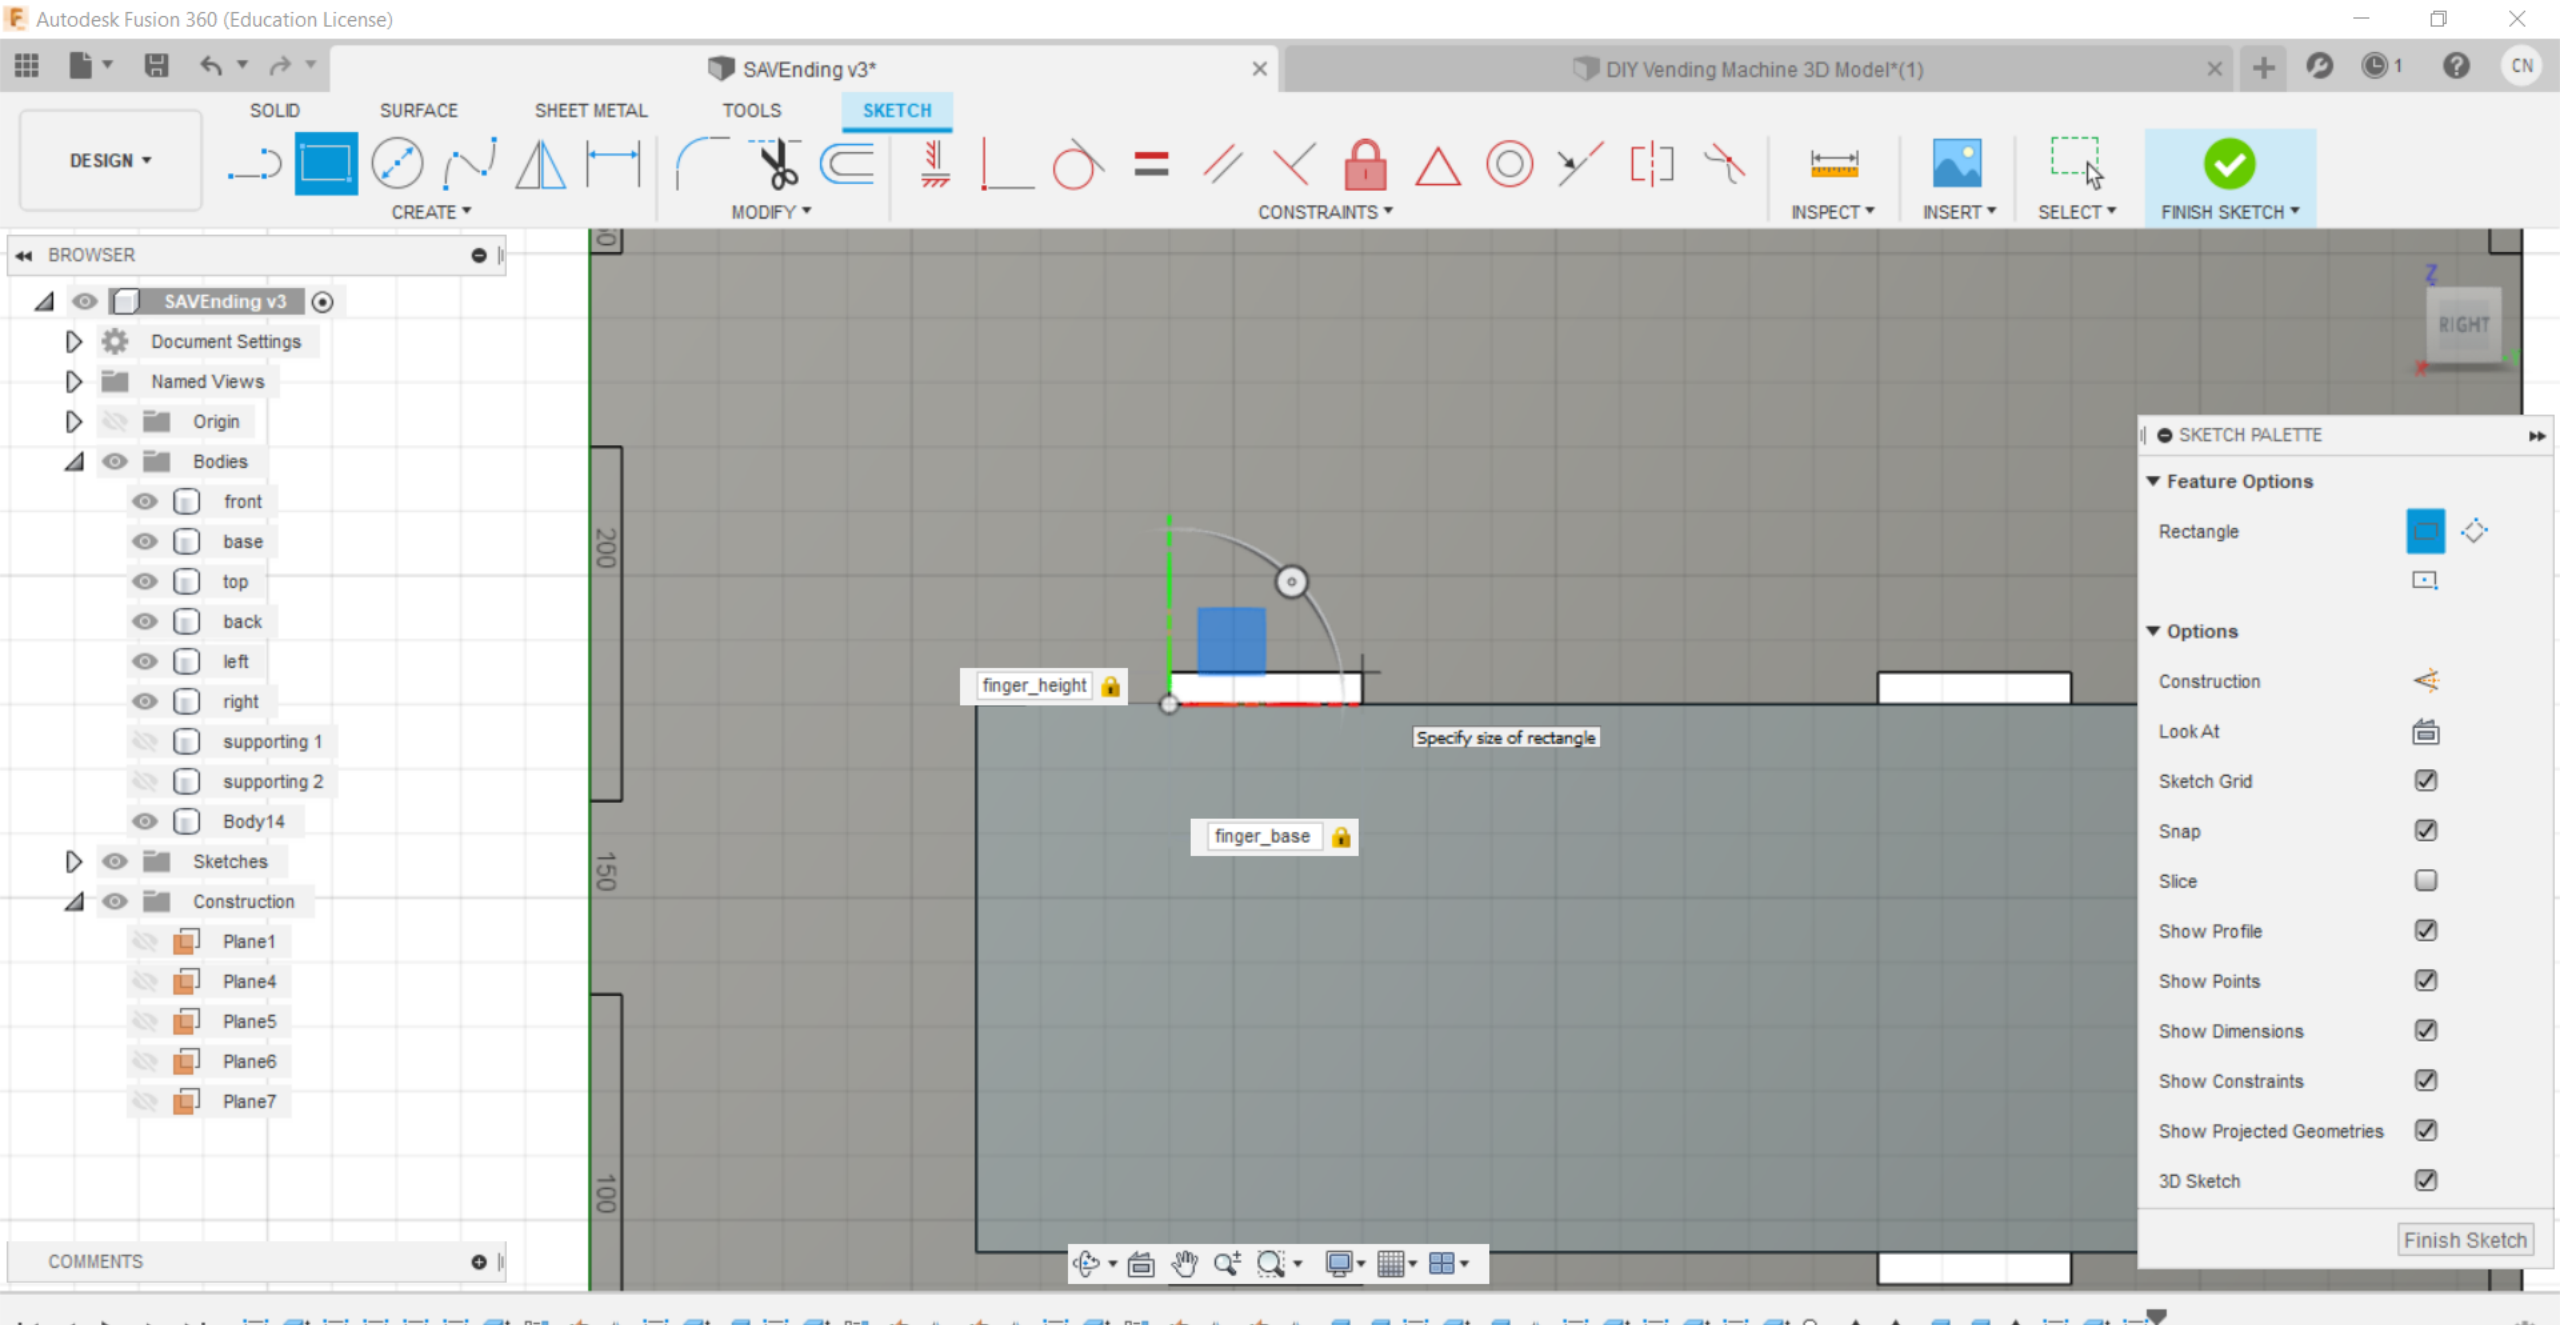 Autodesk Fusion 360 (Education License)
SAVEnding v3*
DIY Vending Machine 3D Model*(1)
1
CN
SOLID
SURFACE
SHEET METAL
TOOLS
SKETCH
DESIGN
CREATE
MODIFY
CONSTRAINTS
INSPECT
INSERT
SELECT
FINISH SKETCH
BROWSER
SAVEnding v3
Document Settings
Named Views
Origin
Bodies
front
base
top
back
left
right
supporting 1
supporting 2
Body14
Sketches
Construction
Plane1
Plane4
Plane5
Plane6
Plane7
COMMENTS
200
150
100
finger_height
finger_base
Specify size of rectangle
Z
RIGHT
X
SKETCH PALETTE
Feature Options
Rectangle
Options
Construction
Look At
Sketch Grid
Snap
Slice
Show Profile
Show Points
Show Dimensions
Show Constraints
Show Projected Geometries
3D Sketch
Finish Sketch